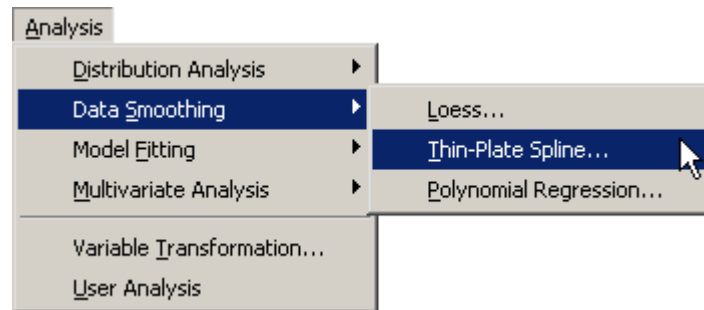 Analysis
Distribution Analysis
Data Smoothing
Loess...
Model Fitting
Thin-Plate Spline...
Multivariate Analysis
Polynomial Regression...
Variable Transformation...
User Analysis